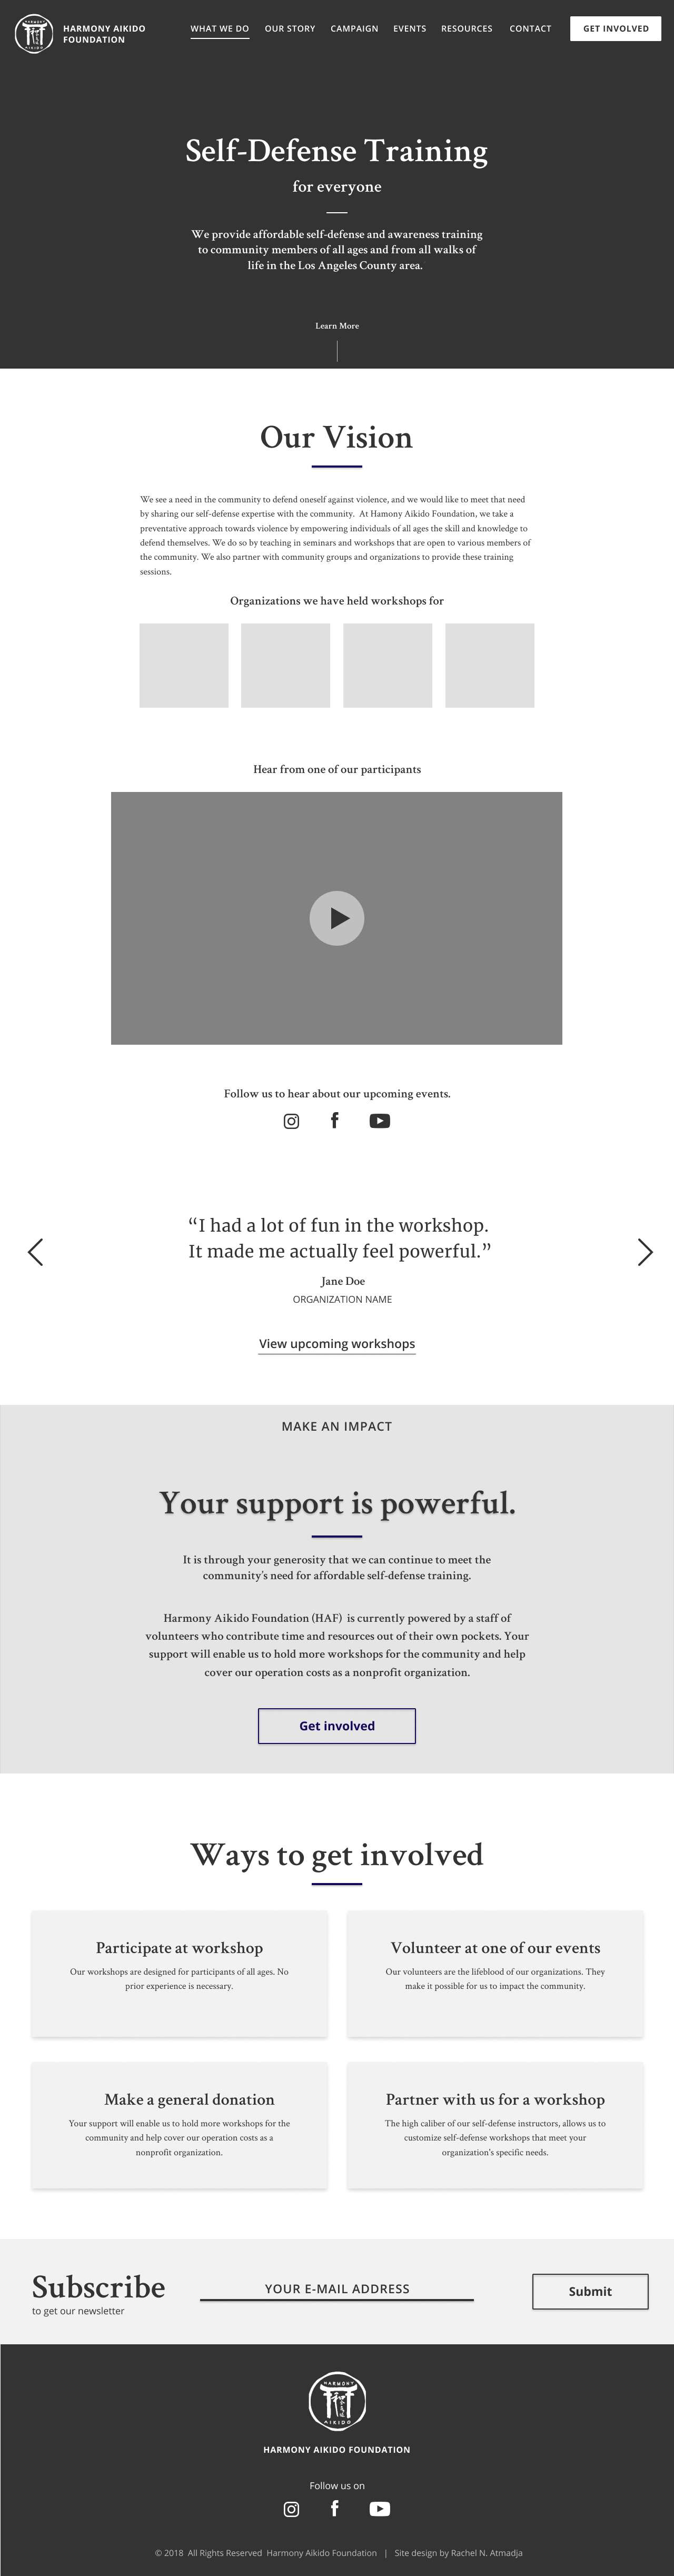 HARMONY AIKIDO
FOUNDATION
WHAT WE DO
OUR STORY
CAMPAIGN
EVENTS
RESOURCES
CONTACT
GET INVOLVED
Self-Defense Training
for everyone
We provide affordable self-defense and awareness training
to community members of all ages and from all walks of
life in the Los Angeles County area.
Learn More
Our Vision
We see a need in the community to defend oneself against violence, and we would like to meet that need
by sharing our self-defense expertise with the community. At Hamony Aikido Foundation, we take a
preventative approach towards violence by empowering individuals of all ages the skill and knowledge to
defend themselves. We do so by teaching in seminars and workshops that are open to various members of
the community. We also partner with community groups and organizations to provide these training
sessions.
Organizations we have held workshops for
Hear from one of our participants
Follow us to hear about our upcoming events.
“I had a lot of fun in the workshop.
It made me actually feel powerful.”
Jane Doe
ORGANIZATION NAME
View upcoming workshops
MAKE AN IMPACT
Your support is powerful.
It is through your generosity that we can continue to meet the
community’s need for affordable self-defense training.
Harmony Aikido Foundation (HAF) is currently powered by a staff of
volunteers who contribute time and resources out of their own pockets. Your
support will enable us to hold more workshops for the community and help
cover our operation costs as a nonprofit organization.
Get involved
Ways to get involved
Participate at workshop
Our workshops are designed for participants of all ages. No
prior experience is necessary.
Volunteer at one of our events
Our volunteers are the lifeblood of our organizations. They
make it possible for us to impact the community.
Make a general donation
Your support will enable us to hold more workshops for the
community and help cover our operation costs as a
nonprofit organization.
Partner with us for a workshop
The high caliber of our self-defense instructors, allows us to
customize self-defense workshops that meet your
organization’s specific needs.
Subscribe
to get our newsletter
YOUR E-MAIL ADDRESS
Submit
HARMONY
AIKIDO
HARMONY AIKIDO FOUNDATION
Follow us on
© 2018 All Rights Reserved Harmony Aikido Foundation | Site design by Rachel N. Atmadja